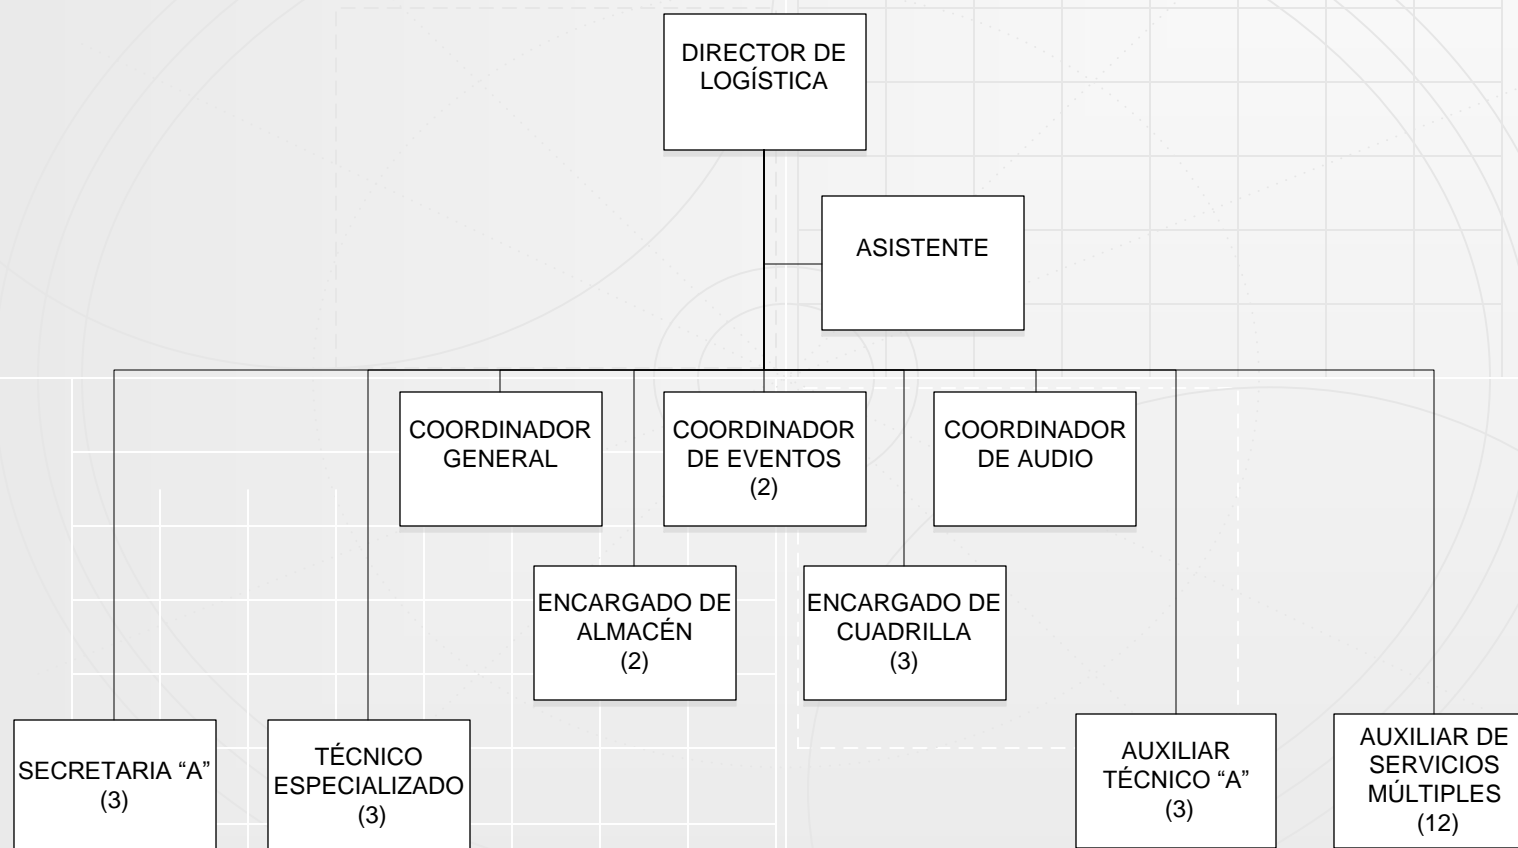 DIRECTOR DE
LOGÍSTICA
ASISTENTE
COORDINADOR
GENERAL
COORDINADOR
DE EVENTOS
(2)
COORDINADOR
DE AUDIO
ENCARGADO DE
ALMACÉN
(2)
ENCARGADO DE
CUADRILLA
(3)
SECRETARIA “A”
(3)
TÉCNICO
ESPECIALIZADO
(3)
AUXILIAR
TÉCNICO “A”
(3)
AUXILIAR DE
SERVICIOS
MÚLTIPLES
(12)